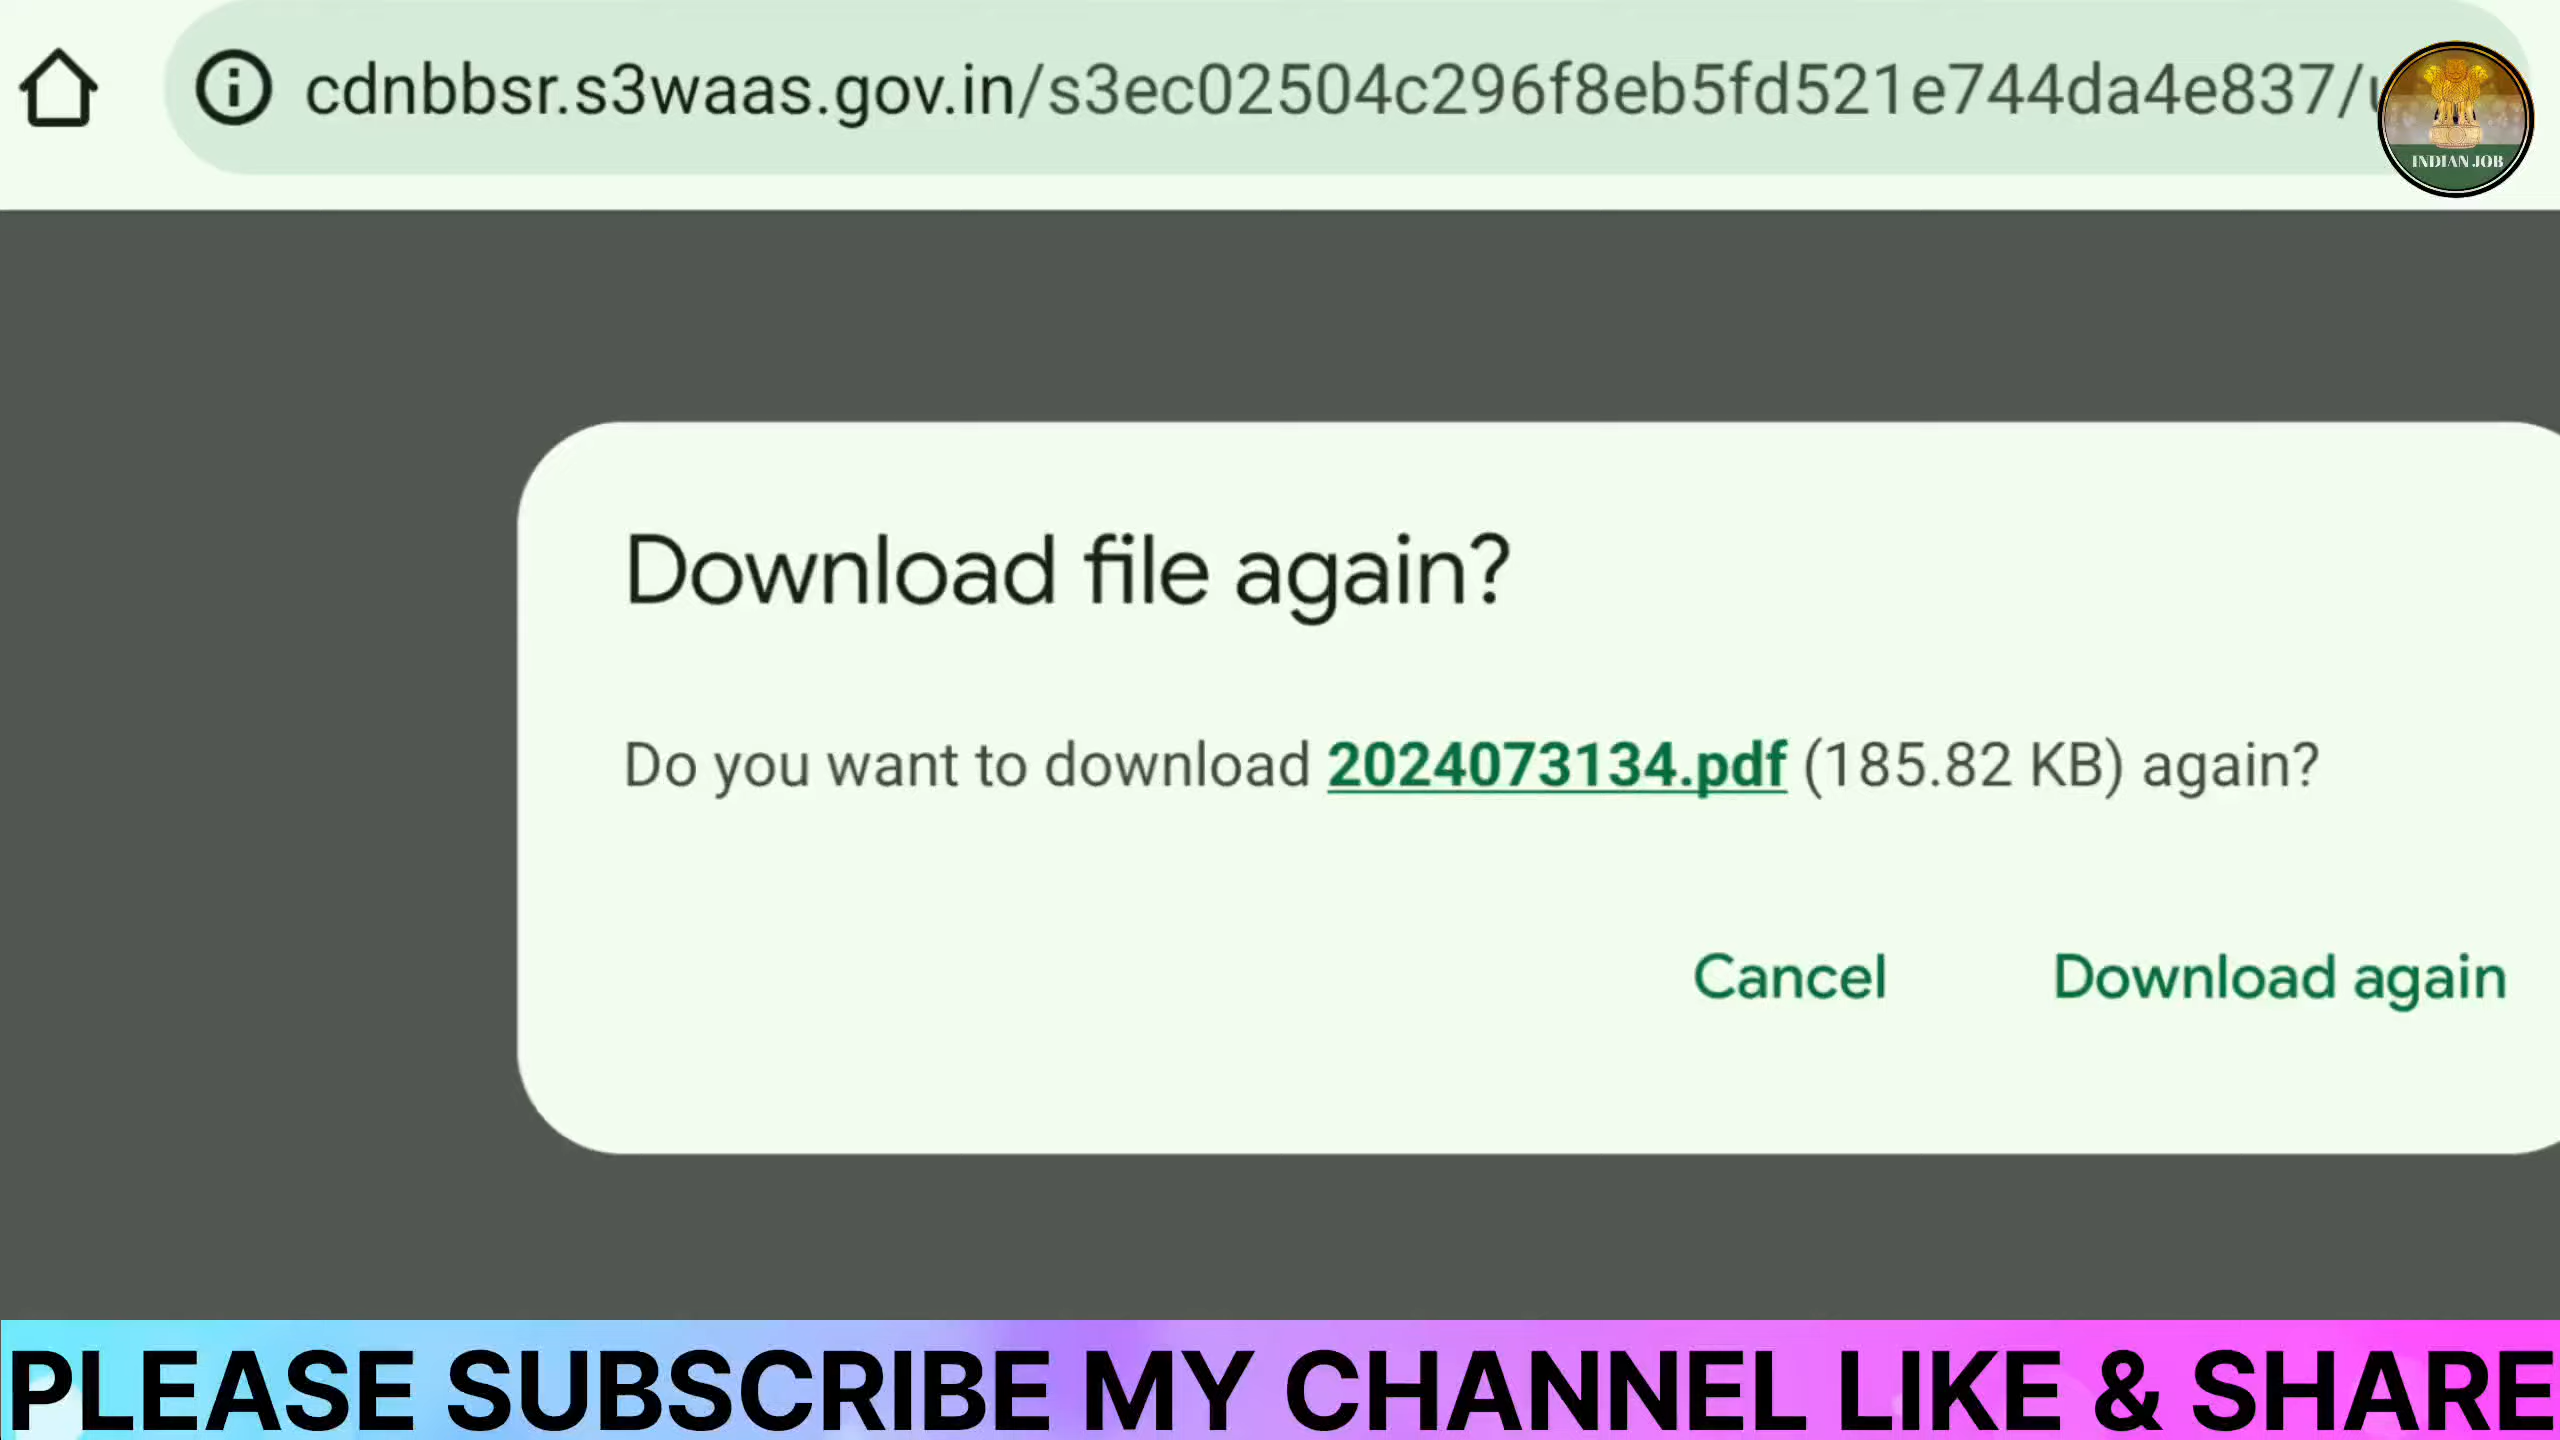 cdnbbsr.s3waas.gov.in/s3ec02504c296f8eb5fd521e744da4e837/u
INDIAN JOB
Download file again?
Do you want to download 2024073134.pdf (185.82 KB) again?
Cancel Download again
PLEASE SUBSCRIBE MY CHANNEL LIKE & SHARE